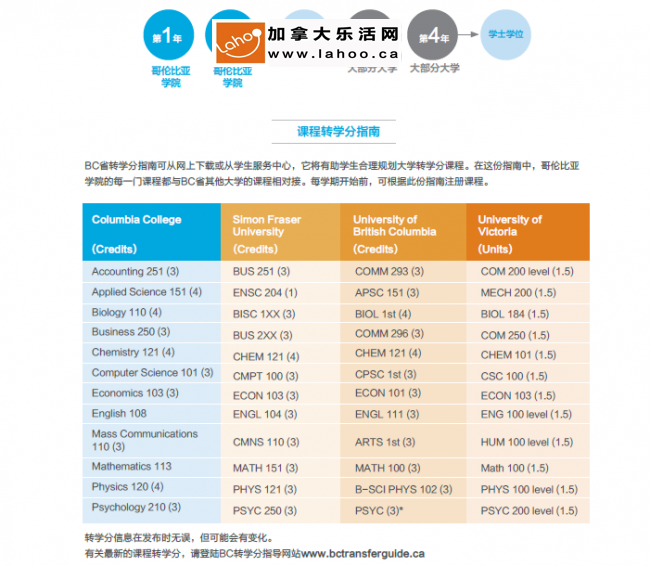 第1年
Lahoo
加拿大乐活网
www.lahoo.ca
第4年
学士学位
哥伦比亚
学院
哥伦比亚
学院
大部分大学
大部分大学
课程转学分指南
BC省转学分指南可从网上下载或从学生服务中心，它将有助学生合理规划大学转学分课程。在这份指南中，哥伦比亚
学院的每一门课程都与BC省其他大学的课程相对接。每学期开始前，可根据此份指南注册课程。
Columbia College
(Credits)
Simon Fraser
University
(Credits)
University of
British Columbia
(Credits)
University of
Victoria
(Units)
Accounting 251 (3) BUS 251 (3) COMM 293 (3) COM 200 level (1.5)
Applied Science 151 (4) ENSC 204 (1) APSC 151 (3) MECH 200 (1.5)
Biology 110 (4) BISC 1XX (3) BIOL 1st (4) BIOL 184 (1.5)
Business 250 (3) BUS 2XX (3) COMM 296 (3) COM 250 (1.5)
Chemistry 121 (4) CHEM 121 (4) CHEM 121 (4) CHEM 101 (1.5)
Computer Science 101 (3) CMPT 100 (3) CPSC 1st (3) CSC 100 (1.5)
Economics 103 (3) ECON 103 (3) ECON 101 (3) ECON 103 (1.5)
English 108 ENGL 104 (3) ENGL 111 (3) ENG 100 level (1.5)
Mass Communications
110 (3) CMNS 110 (3) ARTS 1st (3) HUM 100 level (1.5)
Mathematics 113 MATH 151 (3) MATH 100 (3) Math 100 (1.5)
Physics 120 (4) PHYS 121 (3) B-SCI PHYS 102 (3) PHYS 100 level (1.5)
Psychology 210 (3) PSYC 250 (3) PSYC (3)* PSYC 200 level (1.5)
转学分信息在发布时无误，但可能会有变化。
有关最新的课程转学分，请登陆BC转学分指导网站www.bctransferguide.ca